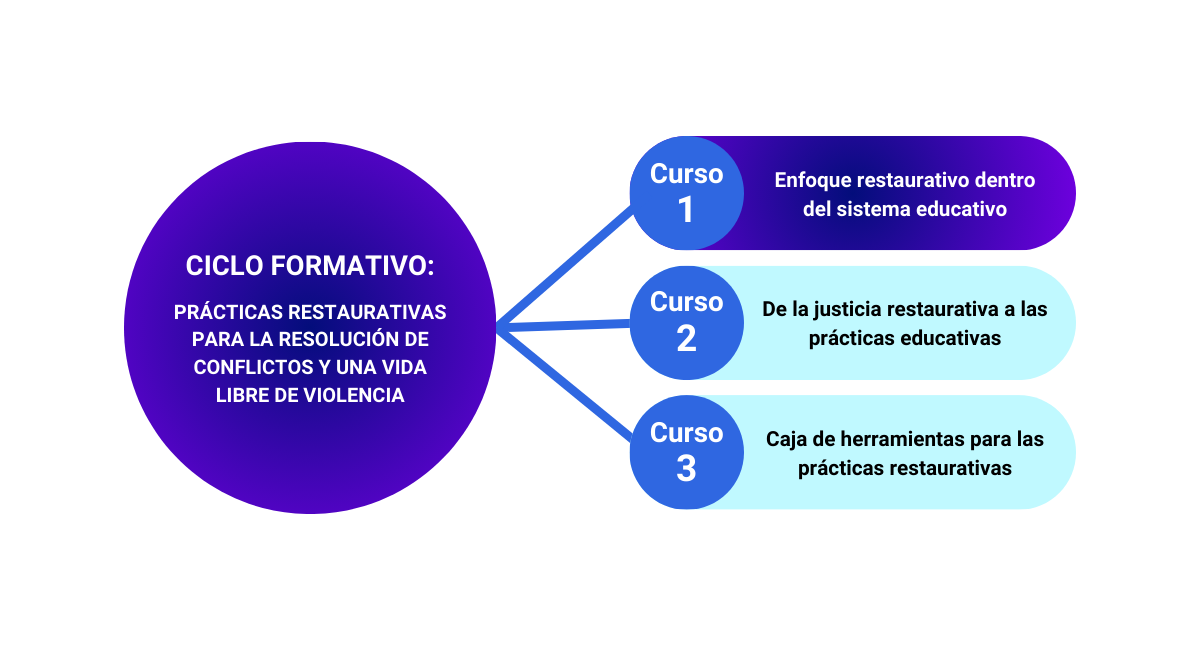 CICLO FORMATIVO:
PRÁCTICAS RESTAURATIVAS
PARA LA RESOLUCIÓN DE
CONFLICTOS Y UNA VIDA
LIBRE DE VIOLENCIA
Curso
1
Enfoque restaurativo dentro
del sistema educativo
Curso
2
De la justicia restaurativa a las
prácticas educativas
Curso
3
Caja de herramientas para las
prácticas restaurativas